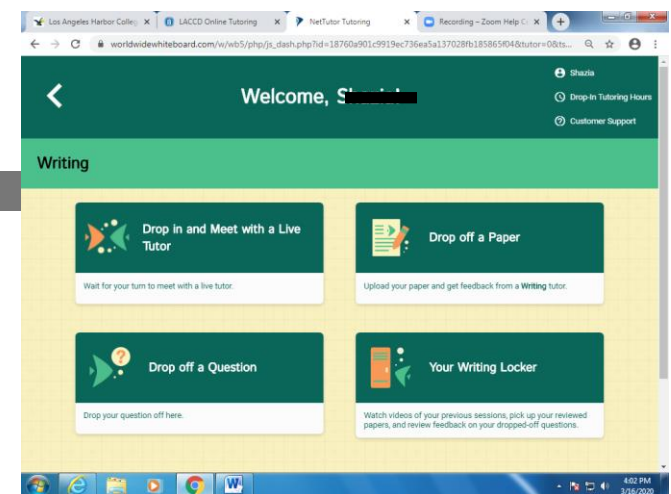 Los Angeles Harbor Colleg
LACCD Online Tutoring
NetTutor Tutoring
Recording – Zoom Help C
worldwidewhiteboard.com/w/wb5/php/js_dash.php?id=18760a901c9919ec736ea5a137028fb185865f04&tutor=0&ts...
Shazia
Welcome, S
Drop-In Tutoring Hours
Customer Support
Writing
Drop in and Meet with a Live
Tutor
Wait for your turn to meet with a live tutor.
Drop off a Paper
Upload your paper and get feedback from a Writing tutor.
Drop off a Question
Drop your question off here.
Your Writing Locker
Watch videos of your previous sessions, pick up your reviewed
papers, and review feedback on your dropped-off questions.
4:02 PM
3/16/2020